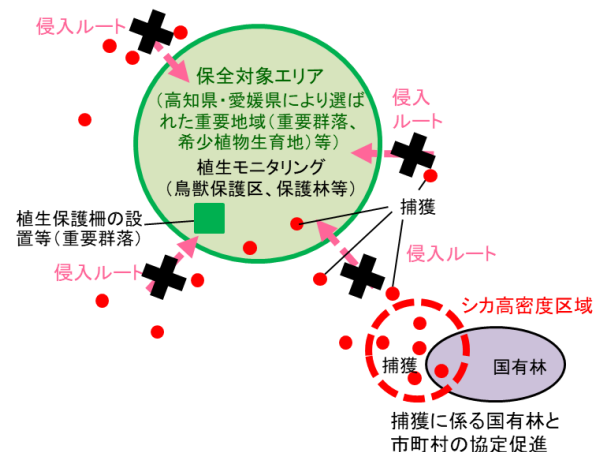 侵入ルート
保全対象エリア
（高知県・愛媛県により選ば
れた重要地域（重要群落、
希少植物生育地）等）
植生モニタリング
（鳥獣保護区、保護林等）
侵入
ルート
捕獲
植生保護柵の設
置等（重要群落）
侵入ルート
侵入ルート
シカ高密度区域
捕獲
国有林
捕獲に係る国有林と
市町村の協定促進